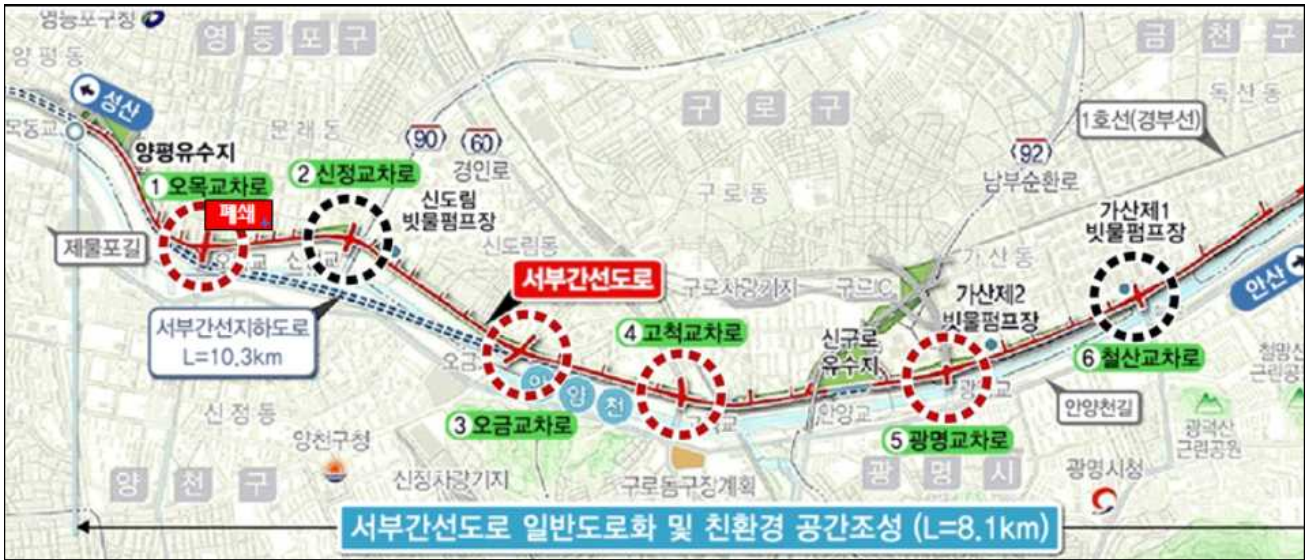 영등포구청
영등포구
금천구
양평동
성산
목동교
양평유수지
문래동
90
60
경인로
구로구
독산동
1호선(경부선)
92
남부순환로
① 오목교차로
폐쇄
② 신정교차로
신도림
빗물펌프장
구로동
가산제1
빗물펌프장
제물포길
신도림동
서부간선도로
구로차량기지
구로IC
가산동
안산
서부간선지하도로
L=10.3km
④ 고척교차로
신구로
유수지
가산제2
빗물펌프장
⑥ 철산교차로
안양천
③ 오금교차로
안양교
⑤ 광명교차로
안양천길
신정동
양천구청
양천구
신정차량기지
구로동구장계획
광명시
광명시청
근린공원
근린공원
서부간선도로 일반도로화 및 친환경 공간조성 (L=8.1km)